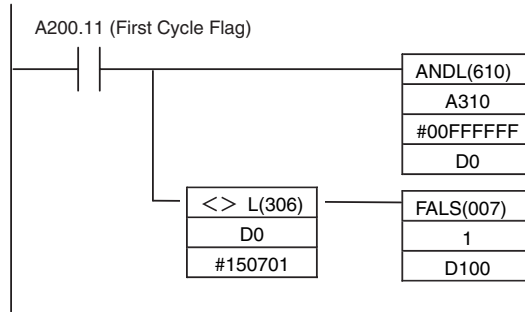 A200.11 (First Cycle Flag)
ANDL(610)
A310
#00FFFFFF
D0
<> L(306)
D0
#150701
FALS(007)
1
D100